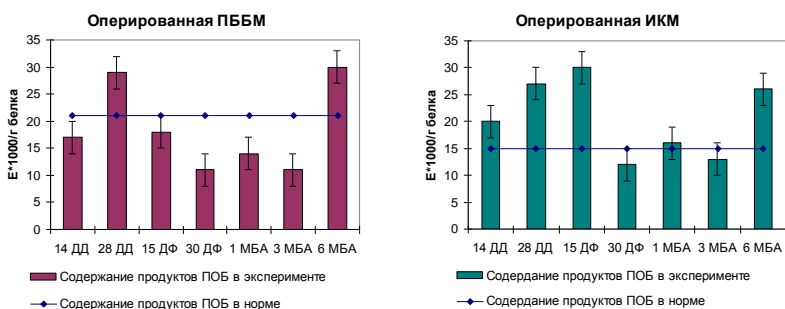 Оперированная ПББМ
35
30
25
20
15
10
5
0
E*1000/г белка
14 ДД 28 ДД 15 ДФ 30 ДФ 1 МБА 3 МБА 6 МБА
Содержание продуктов ПОБ в эксперименте
Содержание продуктов ПОБ в норме
Оперированная ИКМ
35
30
25
20
15
10
5
0
E*1000/г белка
14 ДД 28 ДД 15 ДФ 30 ДФ 1 МБА 3 МБА 6 МБА
Содердание продуктов ПОБ в эксперименте
Содердание продуктов ПОБ в норме